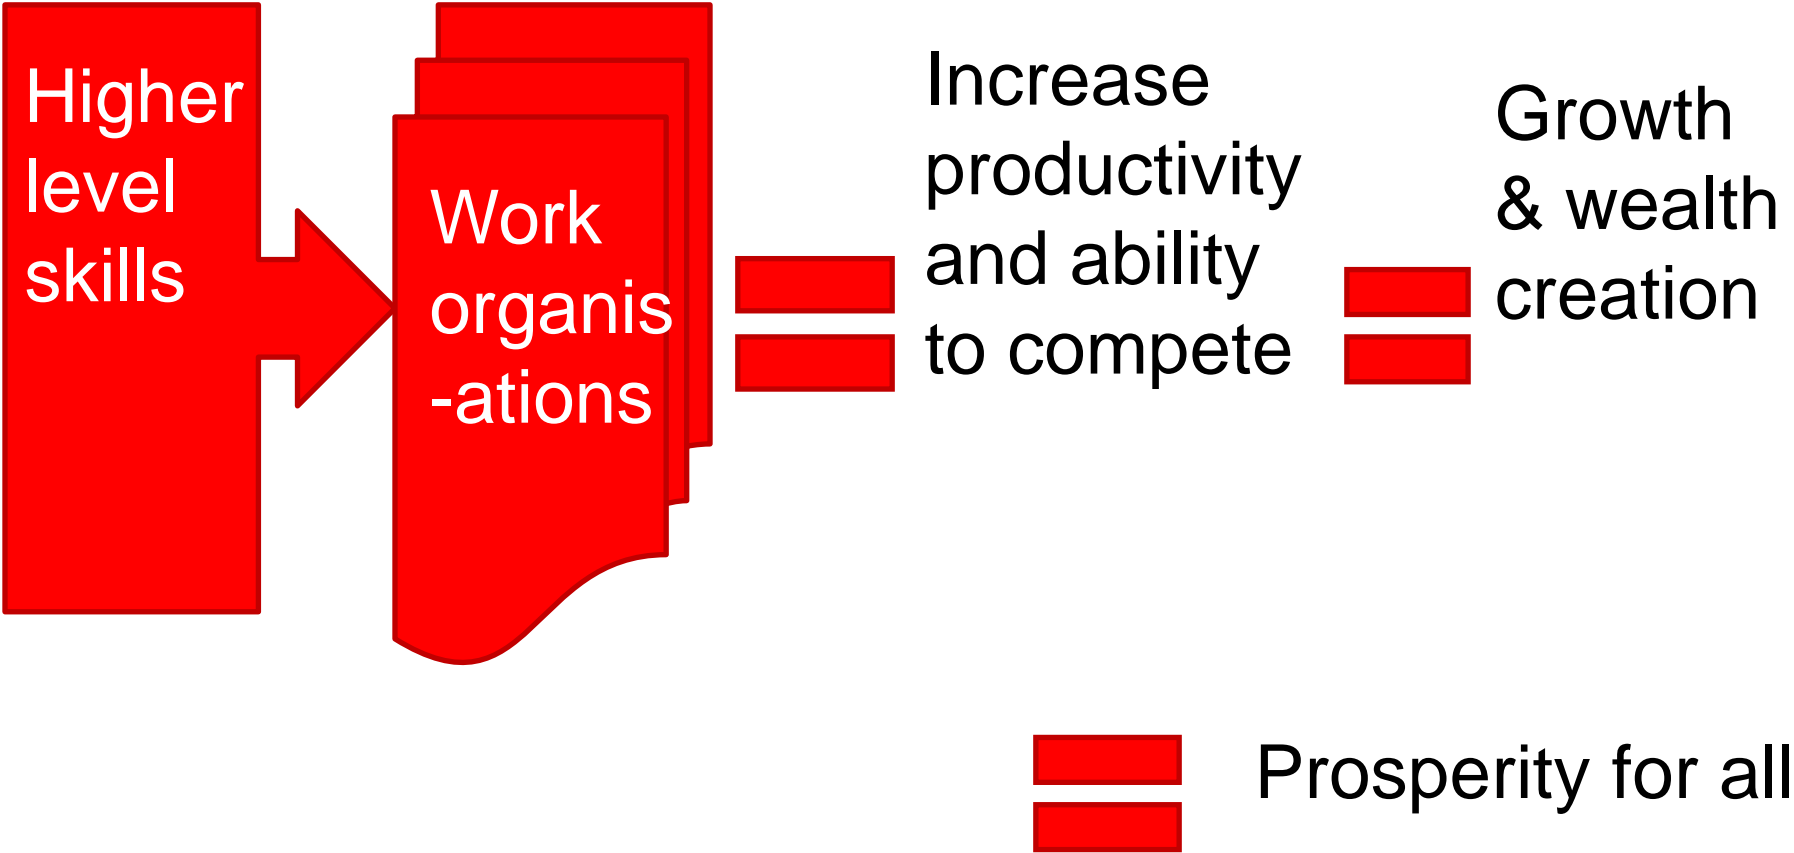 Higher
level
skills
Work
organis
-ations
Increase
productivity
and ability
to compete
Growth
& wealth
creation
Prosperity for all